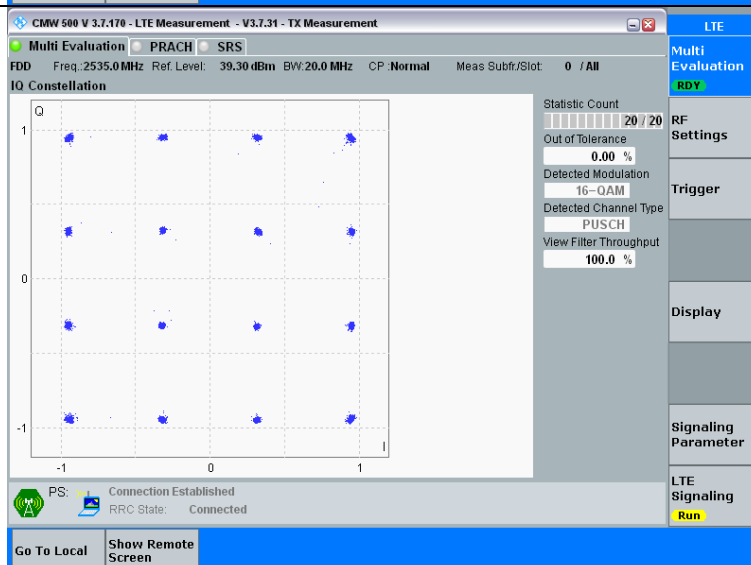 CMW 500 V 3.7.170 - LTE Measurement - V3.7.31 - TX Measurement
LTE
Multi Evaluation PRACH SRS
Multi
Evaluation
RDY
FDD Freq.:2535.0 MHz Ref. Level: 39.30 dBm BW:20.0 MHz CP :Normal Meas Subfr./Slot: 0 / All
IQ Constellation
Q
1
0
-1
I
-1 0 1
Statistic Count
20 / 20
Out of Tolerance
0.00 %
Detected Modulation
16-QAM
Detected Channel Type
PUSCH
View Filter Throughput
100.0 %
RF
Settings
Trigger
Display
Signaling
Parameter
LTE
Signaling
Run
PS: Connection Established
RRC State: Connected
Go To Local
Show Remote
Screen